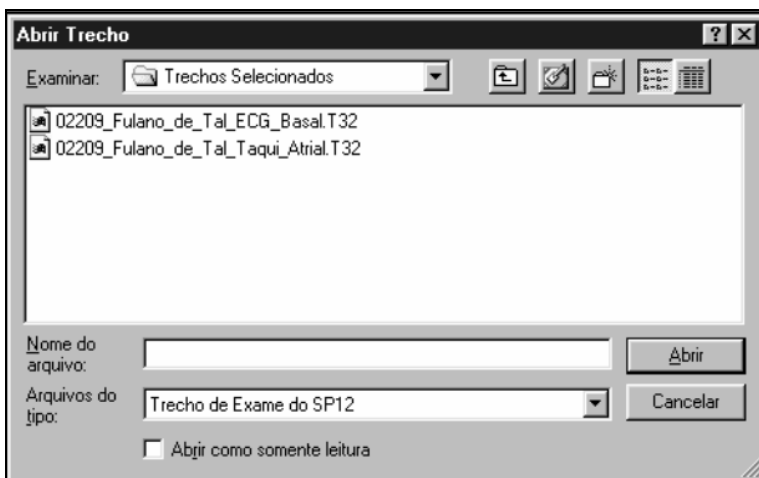 Abrir Trecho
Examinar: Trechos Selecionados
02209_Fulano_de_Tal_ECG_Basal.T32
02209_Fulano_de_Tal_Taqui_Atrial.T32
Nome do
arquivo:
Abrir
Arquivos do
tipo:
Trecho de Exame do SP12
Cancelar
Abrir como somente leitura